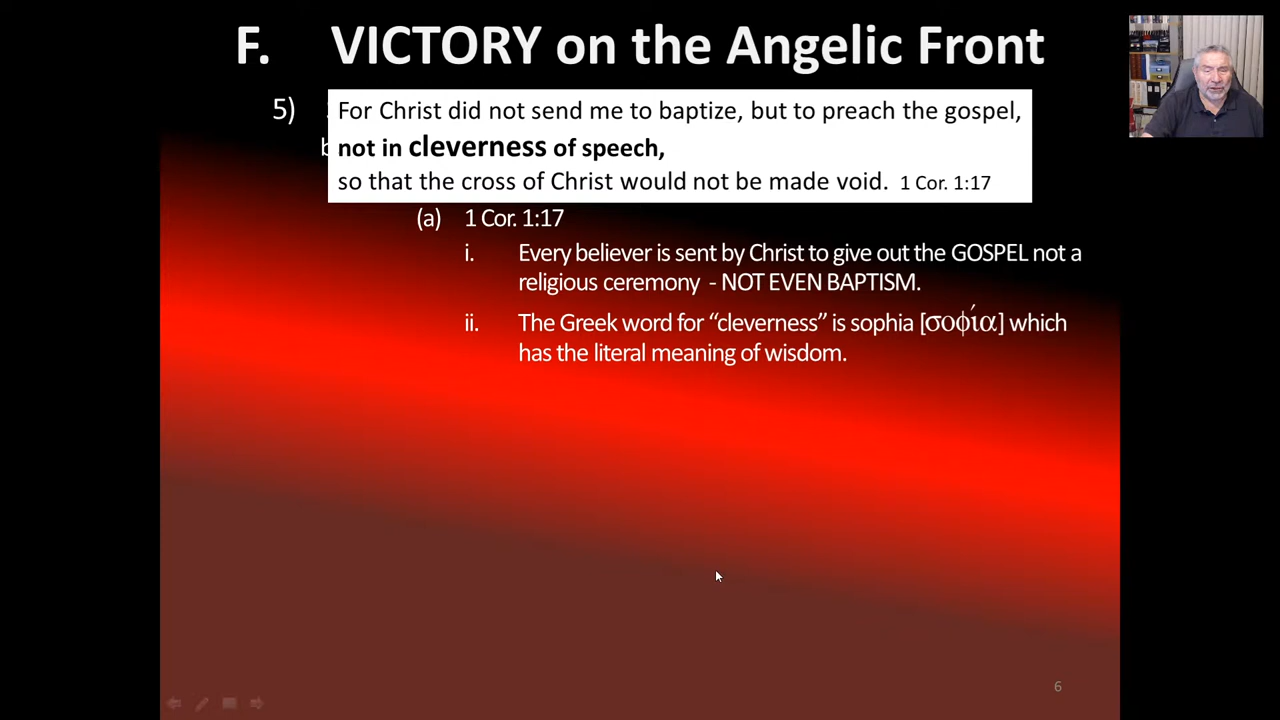 F. VICTORY on the Angelic Front
5)
For Christ did not send me to baptize, but to preach the gospel,
not in cleverness of speech,
so that the cross of Christ would not be made void. 1 Cor. 1:17
(a) 1 Cor. 1:17
i. Every believer is sent by Christ to give out the GOSPEL not a
religious ceremony - NOT EVEN BAPTISM.
ii. The Greek word for “cleverness” is sophia [σοφία] which
has the literal meaning of wisdom.
6